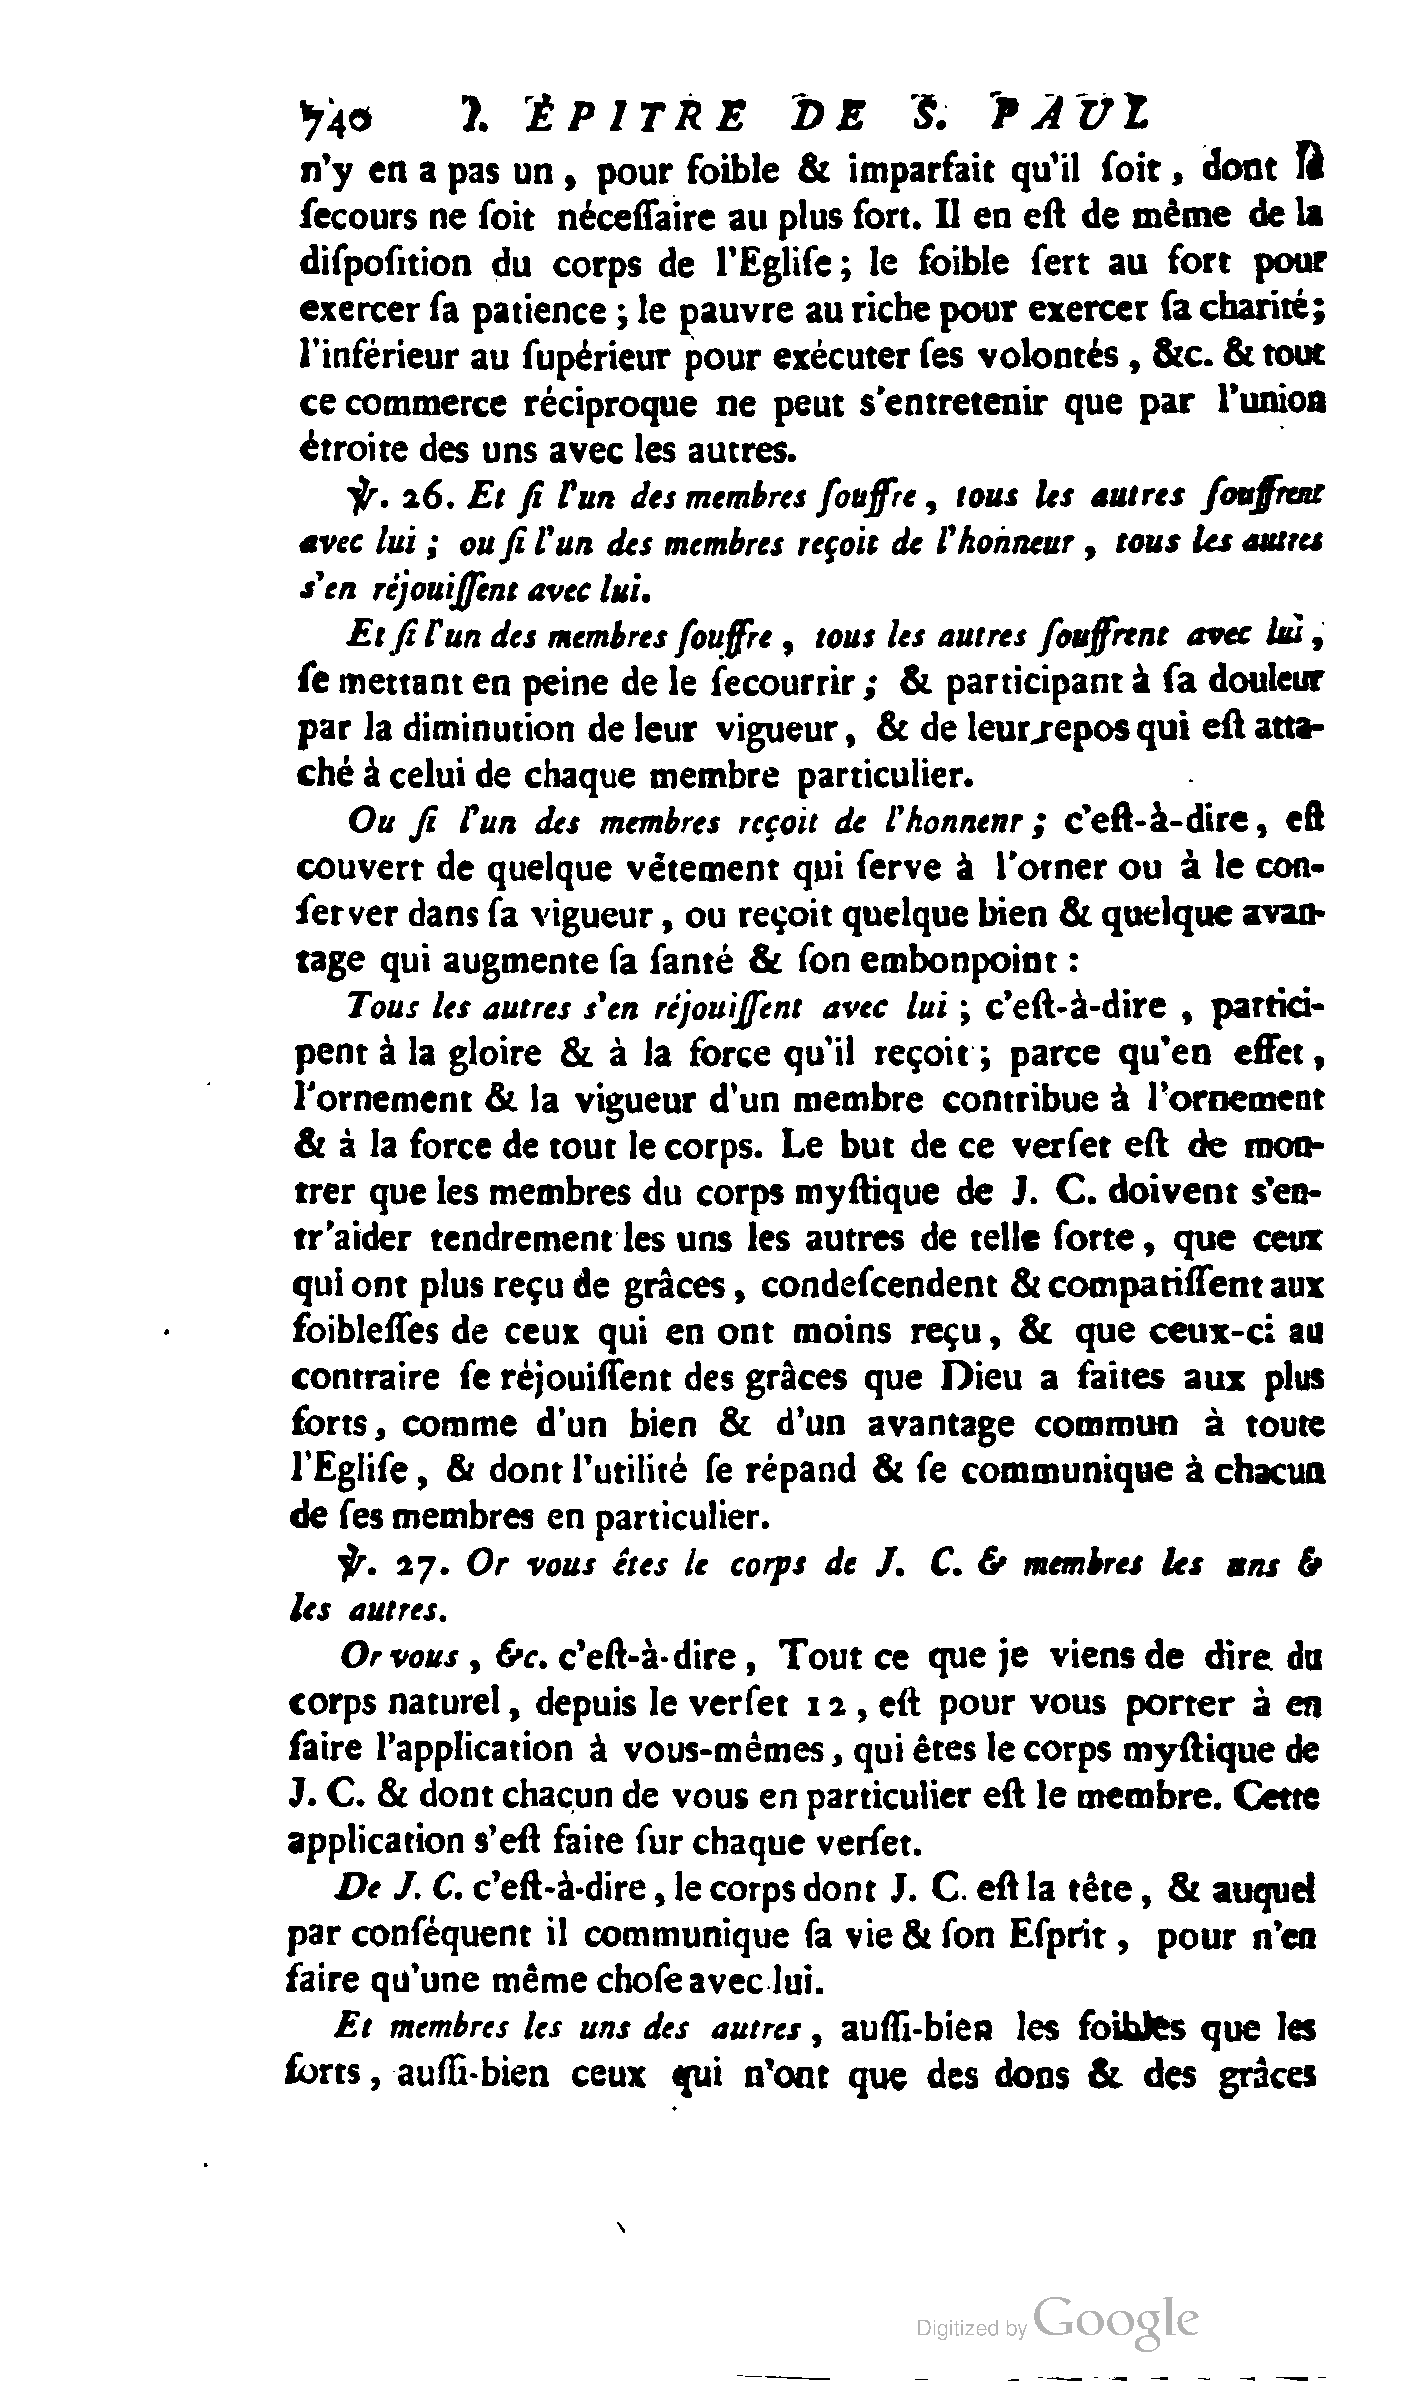 740 I. ÉPITRE DE S. PAUL
n'y en a pas un, pour foible & imparfait qu'il ſoit, dont le
ſecours ne ſoit néceſſaire au plus fort. Il en eſt de même de la
diſpoſition du corps de l'Egliſe; le foible ſert au fort pour
exercer ſa patience; le pauvre au riche pour exercer ſa charité;
l'inférieur au ſupérieur pour exécuter ſes volontés, &c. & tout
ce commerce réciproque ne peut s'entretenir que par l'union
étroite des uns avec les autres.
℣. 26. Et ſi l'un des membres ſouffre, tous les autres ſouffrent
avec lui; ou ſi l'un des membres reçoit de l'honneur, tous les autres
s'en réjouiſſent avec lui.
Et ſi l'un des membres ſouffre, tous les autres ſouffrent avec lui,
ſe mettant en peine de le ſecourrir; & participant à ſa douleur
par la diminution de leur vigueur, & de leur repos qui eſt atta-
ché à celui de chaque membre particulier.
Ou ſi l'un des membres reçoit de l'honnenr; c'eſt-à-dire, eſt
couvert de quelque vêtement qui ſerve à l'orner ou à le con-
ſerver dans ſa vigueur, ou reçoit quelque bien & quelque avan-
tage qui augmente ſa ſanté & ſon embonpoint :
Tous les autres s'en réjouiſſent avec lui; c'eſt-à-dire, partici-
pent à la gloire & à la force qu'il reçoit; parce qu'en effet,
l'ornement & la vigueur d'un membre contribue à l'ornement
& à la force de tout le corps. Le but de ce verſet eſt de mon-
trer que les membres du corps myſtique de J. C. doivent s'en-
tr'aider tendrement les uns les autres de telle ſorte, que ceux
qui ont plus reçu de grâces, condeſcendent & compatiſſent aux
foibleſſes de ceux qui en ont moins reçu, & que ceux-ci au
contraire ſe réjouiſſent des grâces que Dieu a faites aux plus
forts, comme d'un bien & d'un avantage commun à toute
l'Egliſe, & dont l'utilité ſe répand & ſe communique à chacun
de ſes membres en particulier.
℣. 27. Or vous êtes le corps de J. C. & membres les uns &
les autres.
Or vous, &c. c'eſt-à-dire, Tout ce que je viens de dire du
corps naturel, depuis le verſet 12, eſt pour vous porter à en
faire l'application à vous-mêmes, qui êtes le corps myſtique de
J. C. & dont chacun de vous en particulier eſt le membre. Cette
application s'eſt faite ſur chaque verſet.
De J. C. c'eſt-à-dire, le corps dont J. C. eſt la tête, & auquel
par conſéquent il communique ſa vie & ſon Eſprit, pour n'en
faire qu'une même choſe avec lui.
Et membres les uns des autres, auſſi-bien les foibles que les
forts, auſſi-bien ceux qui n'ont que des dons & des grâces
Digitized by Google